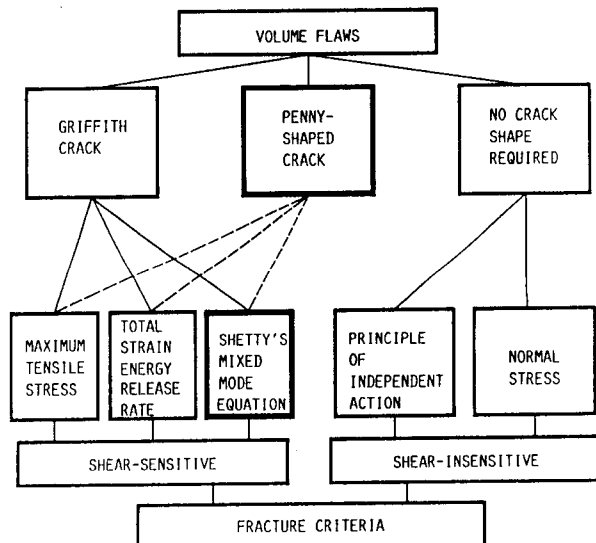 VOLUME FLAWS
GRIFFITH
CRACK
PENNY-
SHAPED
CRACK
NO CRACK
SHAPE
REQUIRED
MAXIMUM
TENSILE
STRESS
TOTAL
STRAIN
ENERGY
RELEASE
RATE
SHETTY'S
MIXED
MODE
EQUATION
PRINCIPLE
OF
INDEPENDENT
ACTION
NORMAL
STRESS
SHEAR-SENSITIVE
SHEAR-INSENSITIVE
FRACTURE CRITERIA